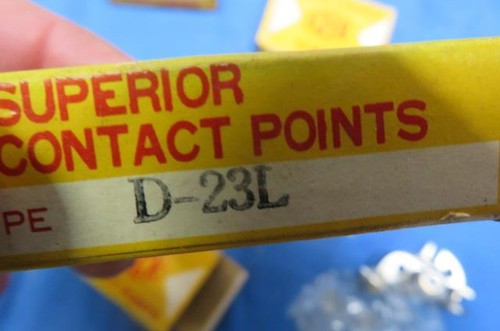 SUPERIOR
CONTACT POINTS
PE D-23L